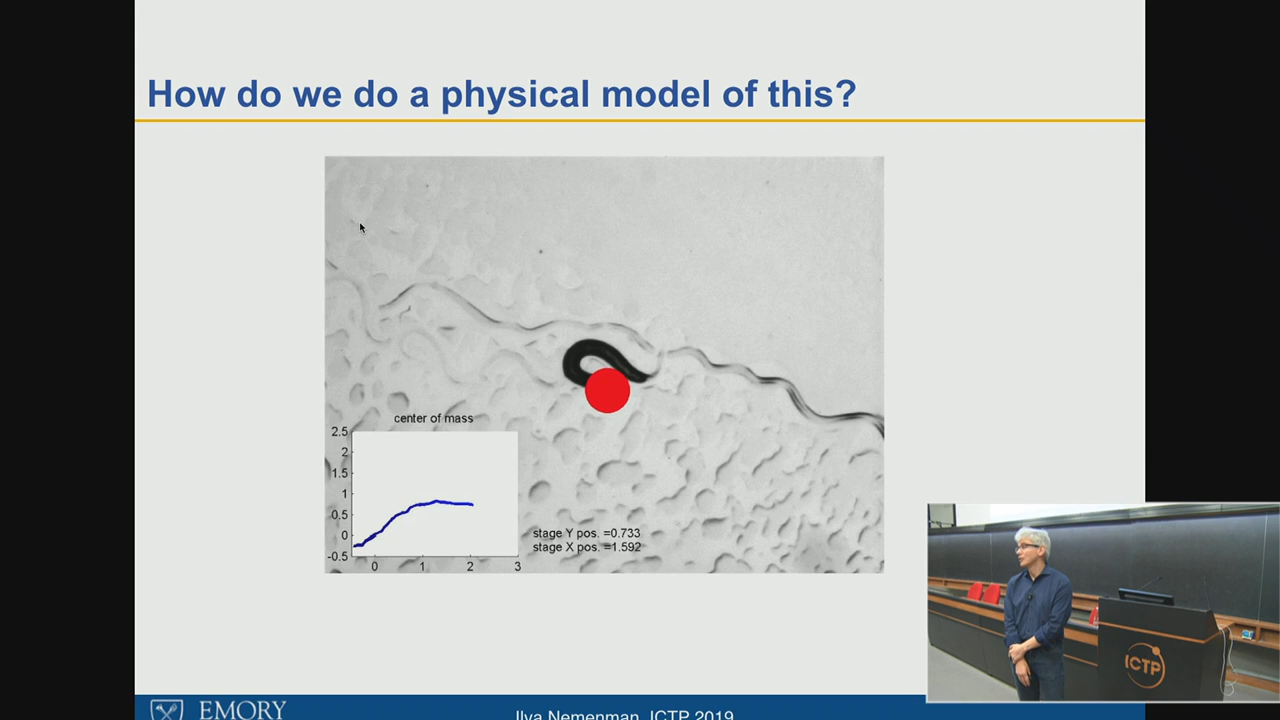 How do we do a physical model of this?
center of mass
2.5
2
1.5
1
0.5
0
-0.5
0 1 2 3
stage Y pos. =0.733
stage X pos. =1.592
ICTP
EMORY
Ilya Nemenman, ICTP 2019